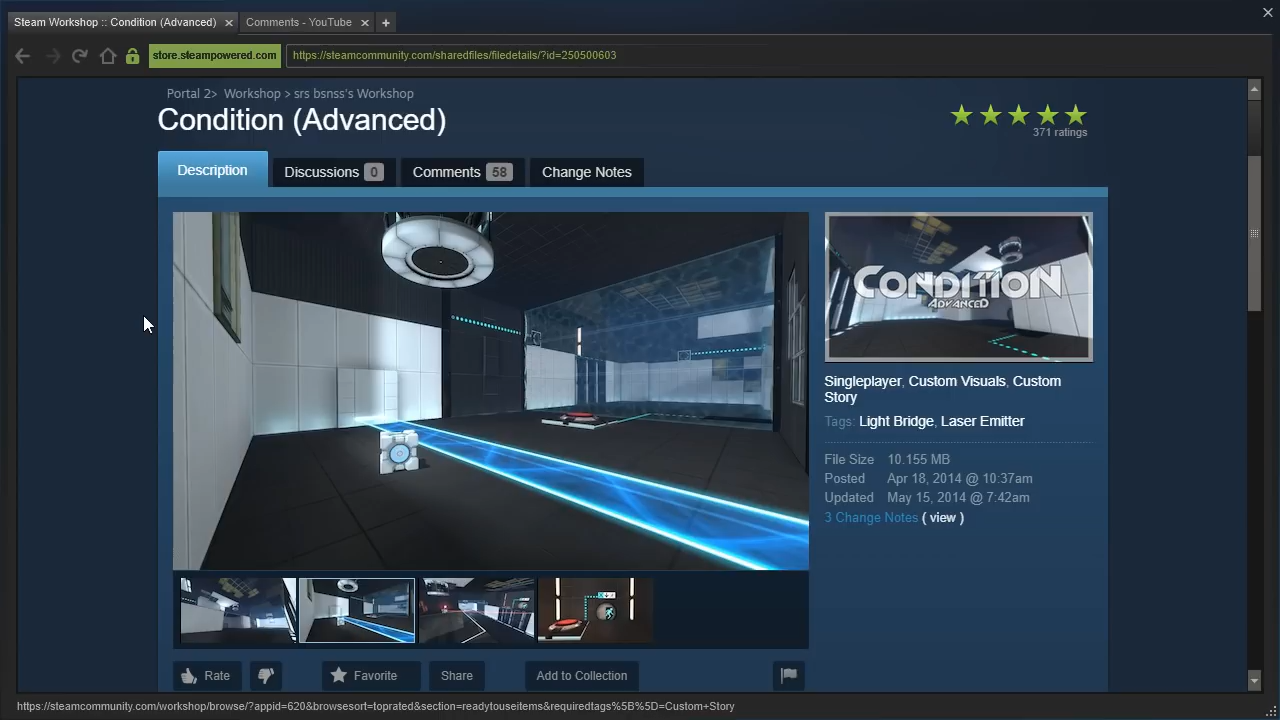 Steam Workshop :: Condition (Advanced)
Comments - YouTube
store.steampowered.com
https://steamcommunity.com/sharedfiles/filedetails/?id=250500603
Portal 2> Workshop > srs bsnss's Workshop
Condition (Advanced)
371 ratings
Description
Discussions 0
Comments 58
Change Notes
CONDITION
ADVANCED
Singleplayer, Custom Visuals, Custom
Story
Tags: Light Bridge, Laser Emitter
File Size 10.155 MB
Posted Apr 18, 2014 @ 10:37am
Updated May 15, 2014 @ 7:42am
3 Change Notes ( view )
Rate
Favorite
Share
Add to Collection
https://steamcommunity.com/workshop/browse/?appid=620&browsesort=toprated&section=readytouseitems&requiredtags%5B%5D=Custom+Story